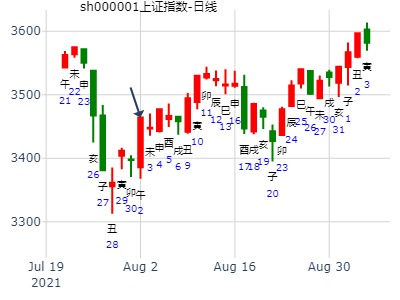 sh000001上证指数-日线
3600
3500
3400
3300
午 未 申 亥 子 丑 寅 卯 午 未 申 酉 戌 亥 寅 卯 辰 巳 申 酉 戌 亥 子 卯 辰 巳 午 未 戌 亥 子 丑 寅
21 22 23 26 27 28 29 30 2 3 4 5 6 9 10 11 12 13 16 17 18 19 20 23 24 25 26 27 30 31 1 2 3
Jul 19 Aug 2 Aug 16 Aug 30
2021